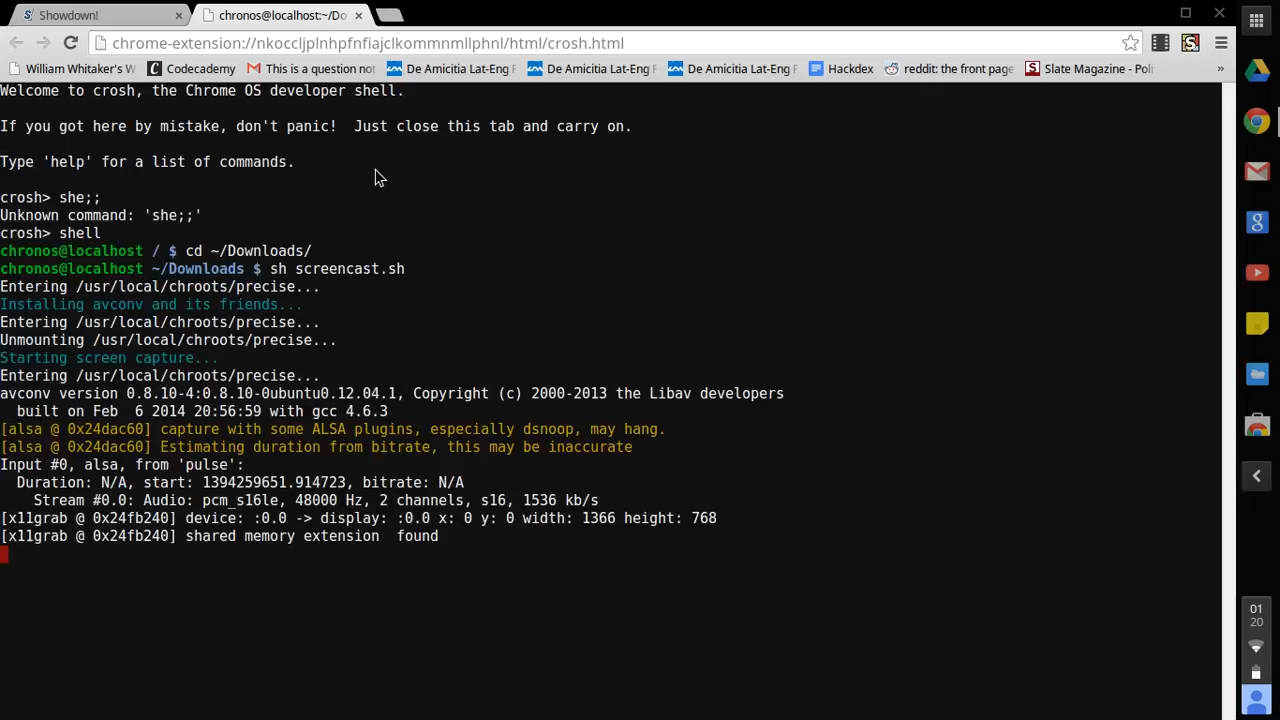 Showdown!
chronos@localhost:~/Do
chrome-extension://nkoccljplnhpfnfiajclkommnmllphnl/html/crosh.html
William Whitaker's W
Codecademy
This is a question not
De Amicitia Lat-Eng F
De Amicitia Lat-Eng F
De Amicitia Lat-Eng F
Hackdex
reddit: the front page
Slate Magazine - Poli
»
Welcome to crosh, the Chrome OS developer shell.
If you got here by mistake, don't panic!  Just close this tab and carry on.
Type 'help' for a list of commands.
crosh> she;;
Unknown command: 'she;;'
crosh> shell
chronos@localhost / $ cd ~/Downloads/
chronos@localhost ~/Downloads $ sh screencast.sh
Entering /usr/local/chroots/precise...
Installing avconv and its friends...
Entering /usr/local/chroots/precise...
Unmounting /usr/local/chroots/precise...
Starting screen capture...
Entering /usr/local/chroots/precise...
avconv version 0.8.10-4:0.8.10-0ubuntu0.12.04.1, Copyright (c) 2000-2013 the Libav developers
  built on Feb  6 2014 20:56:59 with gcc 4.6.3
[alsa @ 0x24dac60] capture with some ALSA plugins, especially dsnoop, may hang.
[alsa @ 0x24dac60] Estimating duration from bitrate, this may be inaccurate
Input #0, alsa, from 'pulse':
  Duration: N/A, start: 1394259651.914723, bitrate: N/A
    Stream #0.0: Audio: pcm_s16le, 48000 Hz, 2 channels, s16, 1536 kb/s
[x11grab @ 0x24fb240] device: :0.0 -> display: :0.0 x: 0 y: 0 width: 1366 height: 768
[x11grab @ 0x24fb240] shared memory extension  found
01
20